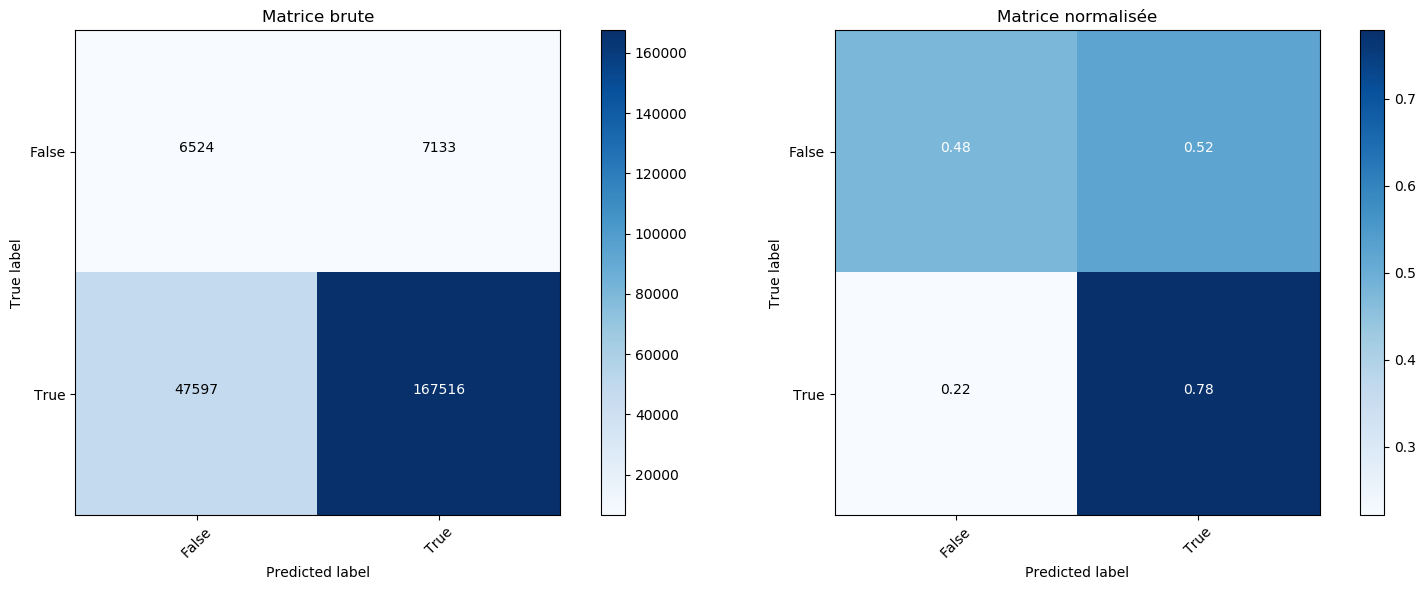 Matrice brute
False
True
True label
6524
7133
47597
167516
False
True
Predicted label
160000
140000
120000
100000
80000
60000
40000
20000
Matrice normalisée
False
True
True label
0.48
0.52
0.22
0.78
False
True
Predicted label
0.7
0.6
0.5
0.4
0.3